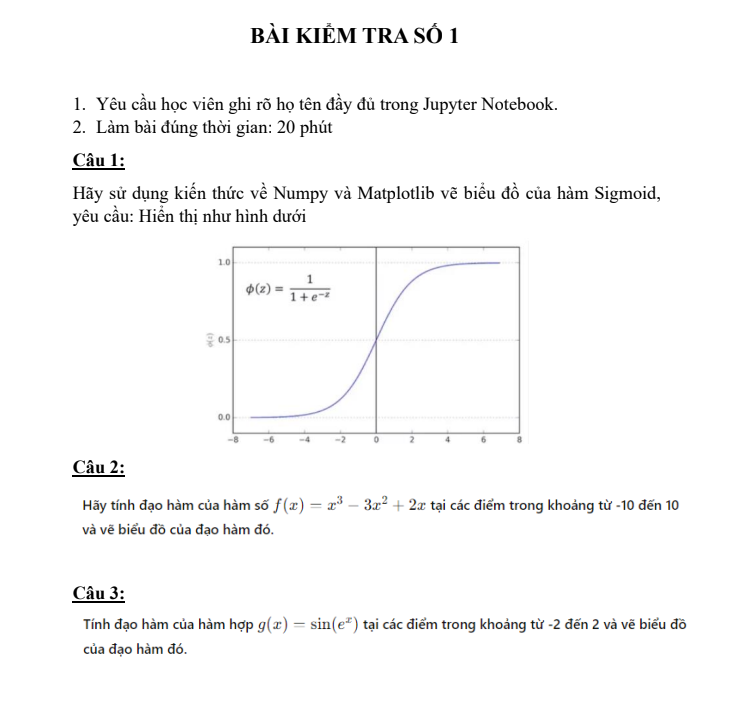 BÀI KIỂM TRA SỐ 1
1. Yêu cầu học viên ghi rõ họ tên đầy đủ trong Jupyter Notebook.
2. Làm bài đúng thời gian: 20 phút
Câu 1:
Hãy sử dụng kiến thức về Numpy và Matplotlib vẽ biểu đồ của hàm Sigmoid,
yêu cầu: Hiển thị như hình dưới
1.0
ϕ(z) = 1 / (1 + e^{-z})
ϕ(z)
0.5
0.0
-8 -6 -4 -2 0 2 4 6 8
Câu 2:
Hãy tính đạo hàm của hàm số f(x) = x³ − 3x² + 2x tại các điểm trong khoảng từ -10 đến 10
và vẽ biểu đồ của đạo hàm đó.
Câu 3:
Tính đạo hàm của hàm hợp g(x) = sin(eˣ) tại các điểm trong khoảng từ -2 đến 2 và vẽ biểu đồ
của đạo hàm đó.